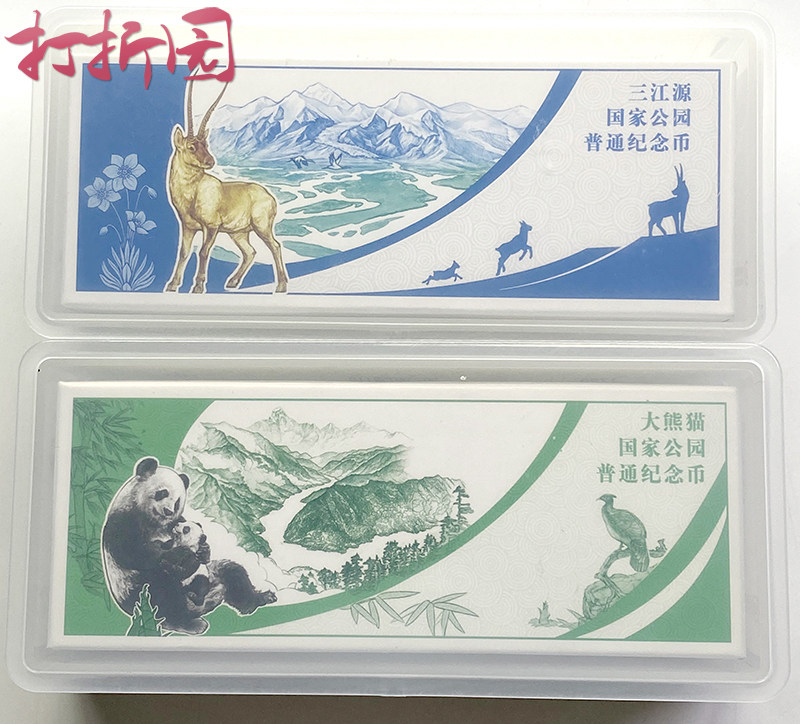 打折园
三江源
国家公园
普通纪念币
大熊猫
国家公园
普通纪念币